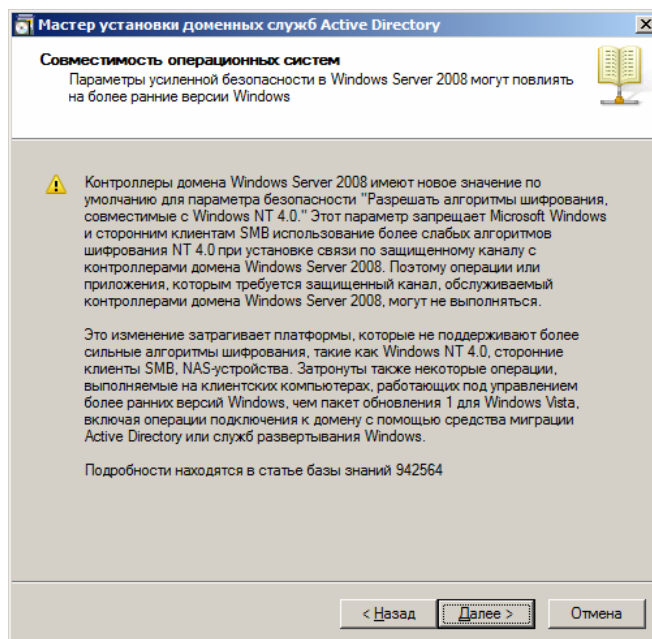 Мастер установки доменных служб Active Directory
Совместимость операционных систем
Параметры усиленной безопасности в Windows Server 2008 могут повлиять
на более ранние версии Windows
Контроллеры домена Windows Server 2008 имеют новое значение по
умолчанию для параметра безопасности "Разрешать алгоритмы шифрования,
совместимые с Windows NT 4.0." Этот параметр запрещает Microsoft Windows
и сторонним клиентам SMB использование более слабых алгоритмов
шифрования NT 4.0 при установке связи по защищенному каналу с
контроллерами домена Windows Server 2008. Поэтому операции или
приложения, которым требуется защищенный канал, обслуживаемый
контроллерами домена Windows Server 2008, могут не выполняться.
Это изменение затрагивает платформы, которые не поддерживают более
сильные алгоритмы шифрования, такие как Windows NT 4.0, сторонние
клиенты SMB, NAS-устройства. Затронуты также некоторые операции,
выполняемые на клиентских компьютерах, работающих под управлением
более ранних версий Windows, чем пакет обновления 1 для Windows Vista,
включая операции подключения к домену с помощью средства миграции
Active Directory или служб развертывания Windows.
Подробности находятся в статье базы знаний 942564
< Назад Далее > Отмена